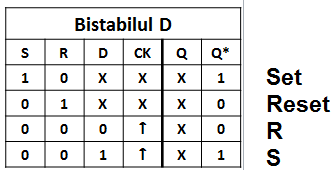 Bistabilul D
S R D CK Q Q*
1 0 X X X 1 Set
0 1 X X X 0 Reset
0 0 0 ↑ X 0 R
0 0 1 ↑ X 1 S